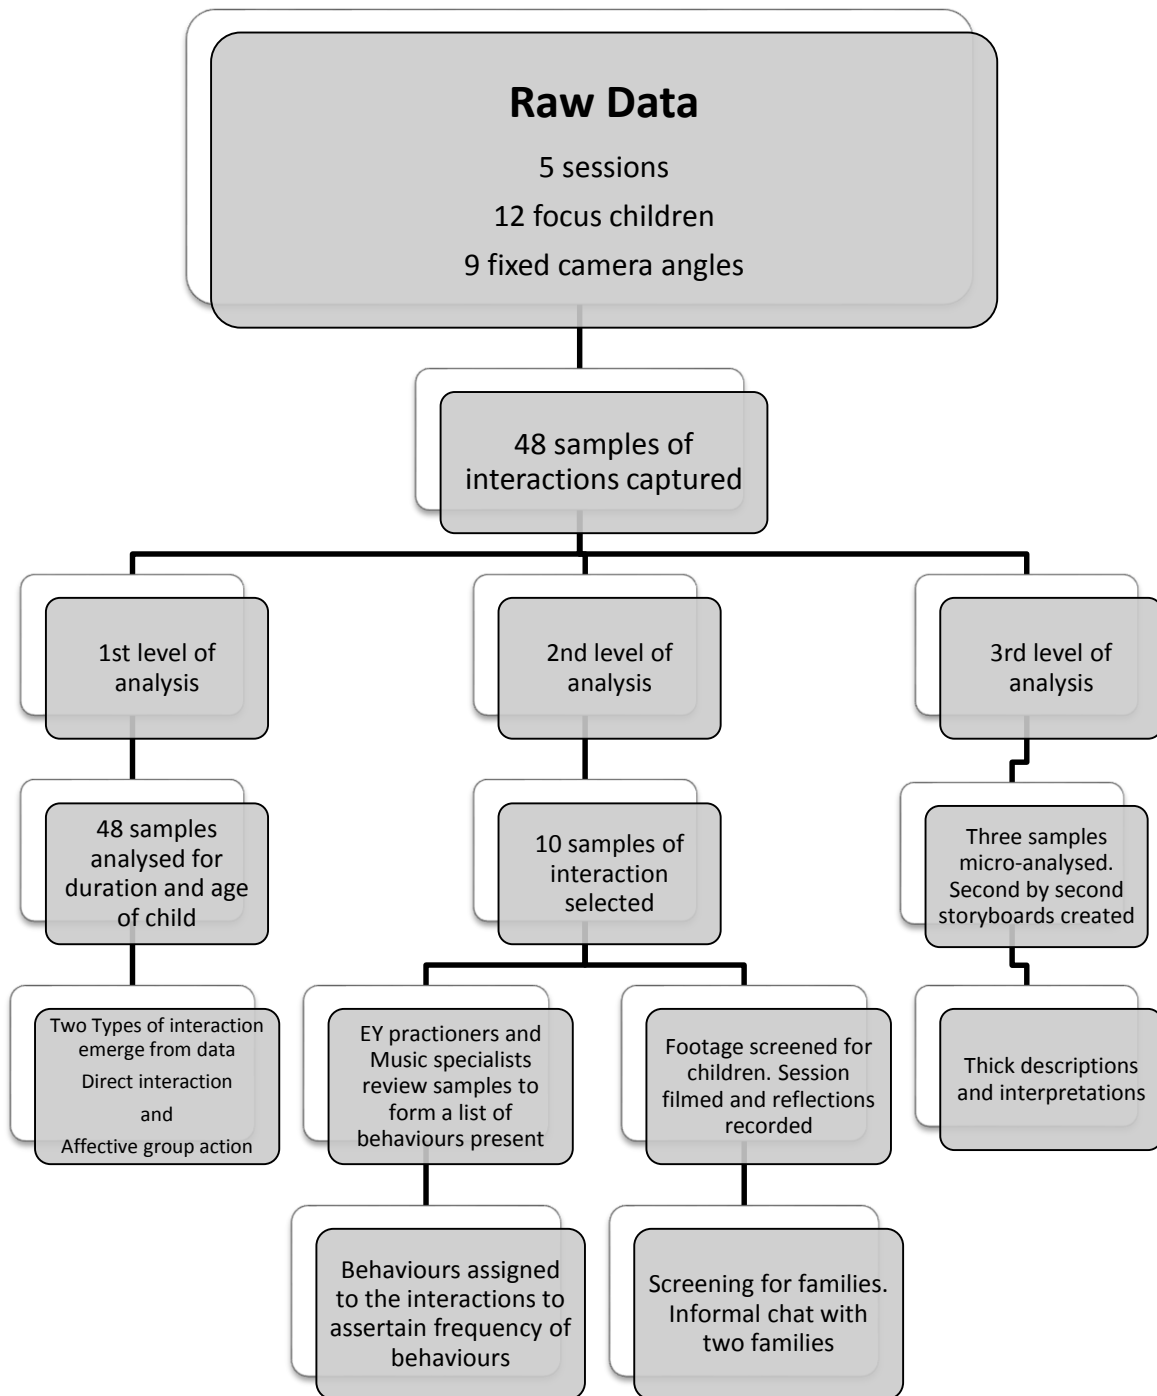 Raw Data
5 sessions
12 focus children
9 fixed camera angles
48 samples of
interactions captured
1st level of
analysis
2nd level of
analysis
3rd level of
analysis
48 samples
analysed for
duration and age
of child
10 samples of
interaction
selected
Three samples
micro-analysed.
Second by second
storyboards created
Two Types of interaction
emerge from data
Direct interaction
and
Affective group action
EY practioners and
Music specialists
review samples to
form a list of
behaviours present
Footage screened for
children. Session
filmed and reflections
recorded
Thick descriptions
and interpretations
Behaviours assigned
to the interactions to
assertain frequency of
behaviours
Screening for families.
Informal chat with
two families